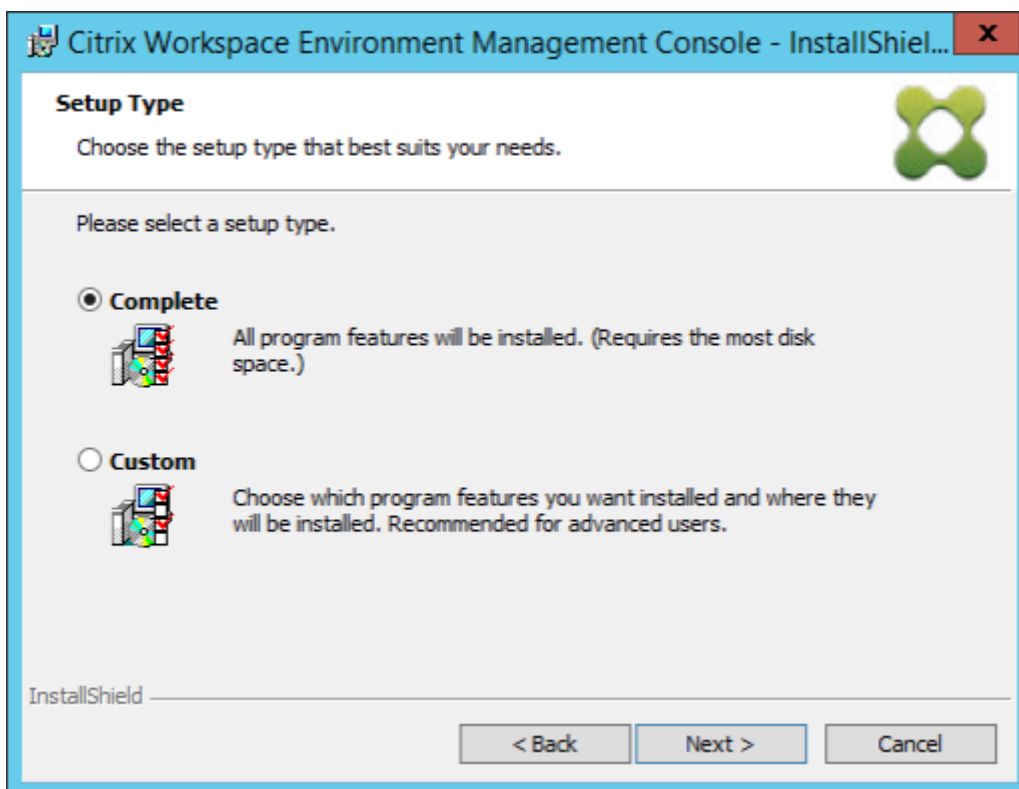 Citrix Workspace Environment Management Console - InstallShiel...
Setup Type
Choose the setup type that best suits your needs.
Please select a setup type.
Complete
All program features will be installed. (Requires the most disk
space.)
Custom
Choose which program features you want installed and where they
will be installed. Recommended for advanced users.
InstallShield
< Back
Next >
Cancel